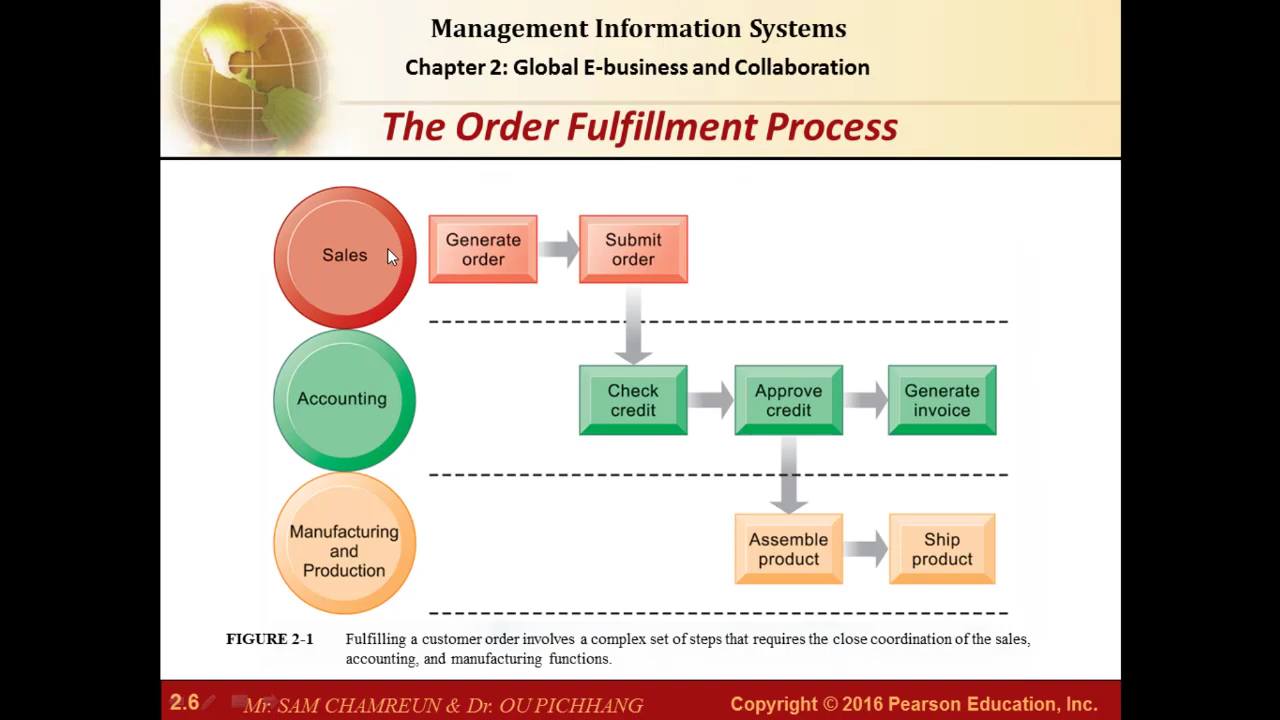 Management Information Systems
Chapter 2: Global E-business and Collaboration
The Order Fulfillment Process
Sales
Generate
order
Submit
order
Accounting
Check
credit
Approve
credit
Generate
invoice
Manufacturing
and
Production
Assemble
product
Ship
product
FIGURE 2-1 Fulfilling a customer order involves a complex set of steps that requires the close coordination of the sales,
accounting, and manufacturing functions.
2.6 Mr. SAM CHAMREUN & Dr. OU PICHHANG Copyright © 2016 Pearson Education, Inc.